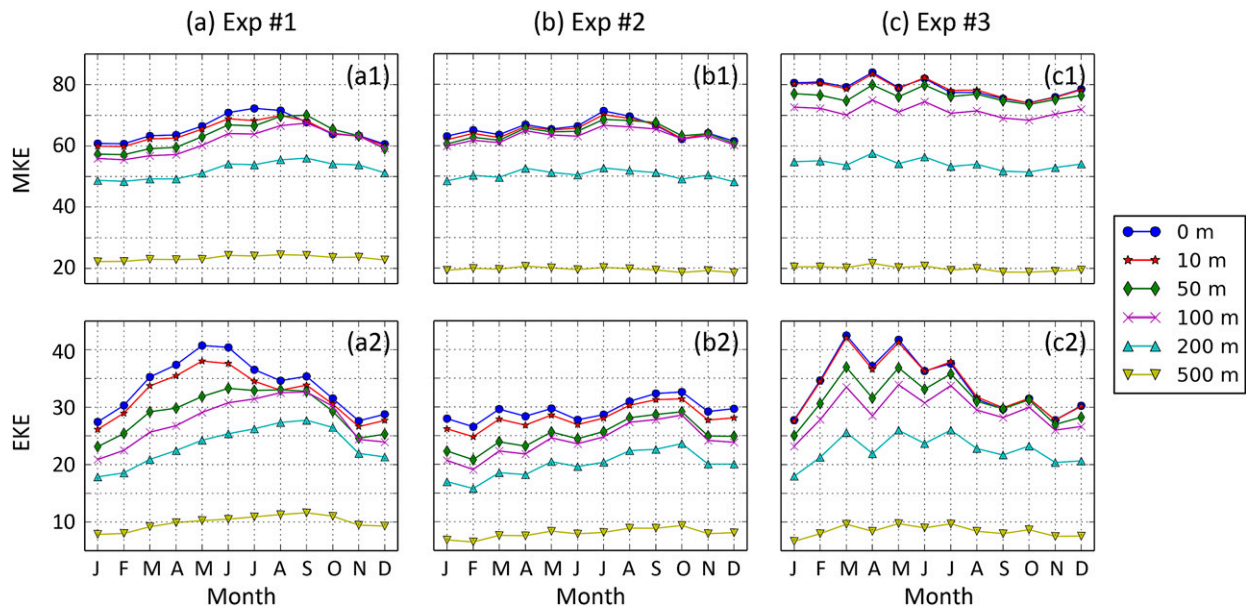 (a) Exp #1 (b) Exp #2 (c) Exp #3
MKE
80
60
40
20
(a1)
(b1)
(c1)
EKE
40
30
20
10
(a2)
(b2)
(c2)
J F M A M J J A S O N D
J F M A M J J A S O N D
J F M A M J J A S O N D
Month Month Month
0 m
10 m
50 m
100 m
200 m
500 m